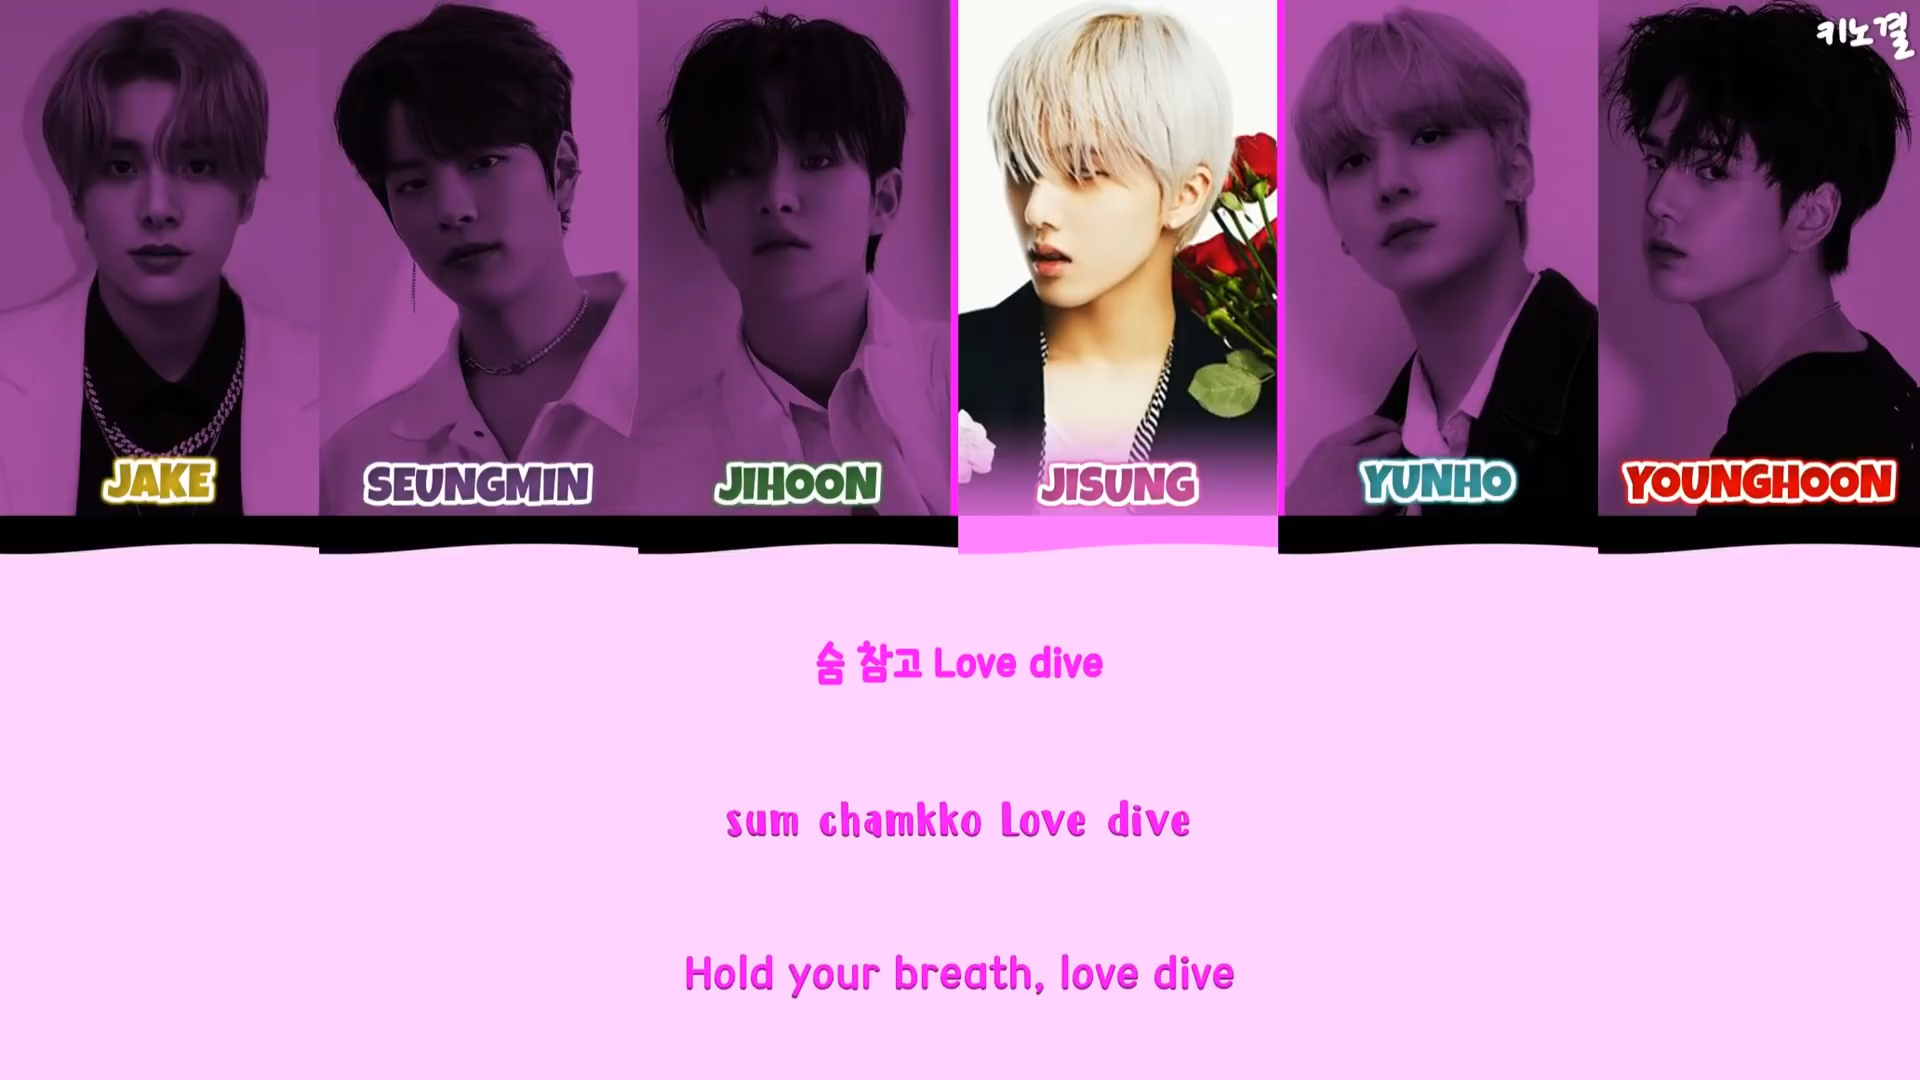 키노결
JAKE
SEUNGMIN
JIHOON
JISUNG
YUNHO
YOUNGHOON
숨 참고 Love dive
sum chamkko Love dive
Hold your breath, love dive